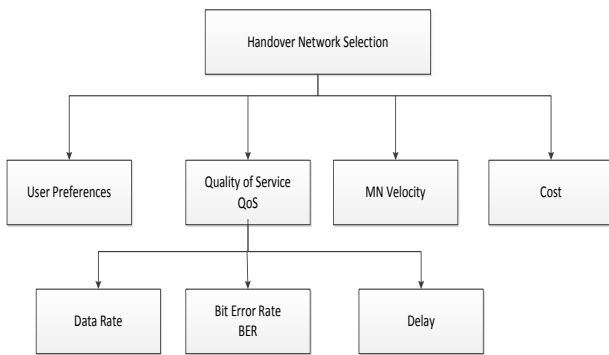 Handover Network Selection
User Preferences
Quality of Service
QoS
MN Velocity
Cost
Data Rate
Bit Error Rate
BER
Delay